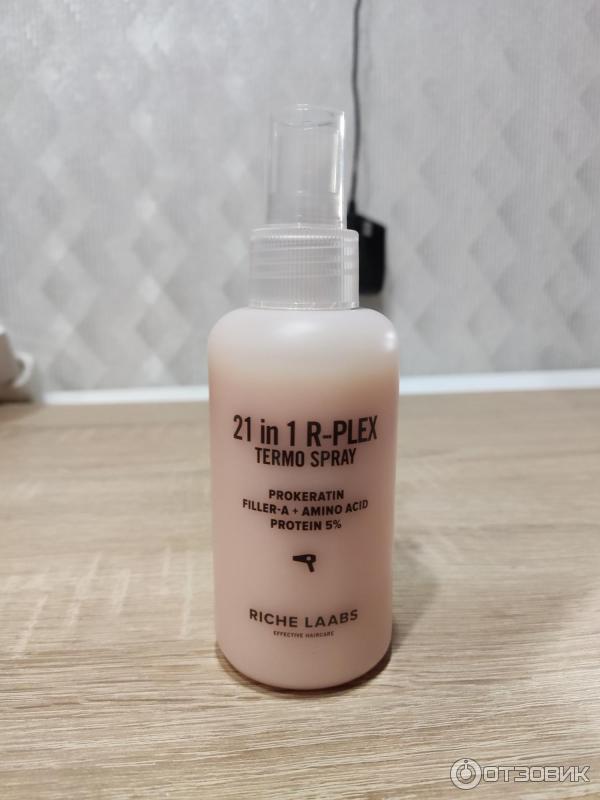 21 in 1 R-PLEX
TERMO SPRAY
PROKERATIN
FILLER-A + AMINO ACID
PROTEIN 5%
RICHE LAABS
EFFECTIVE HAIRCARE
ОТЗОВИК